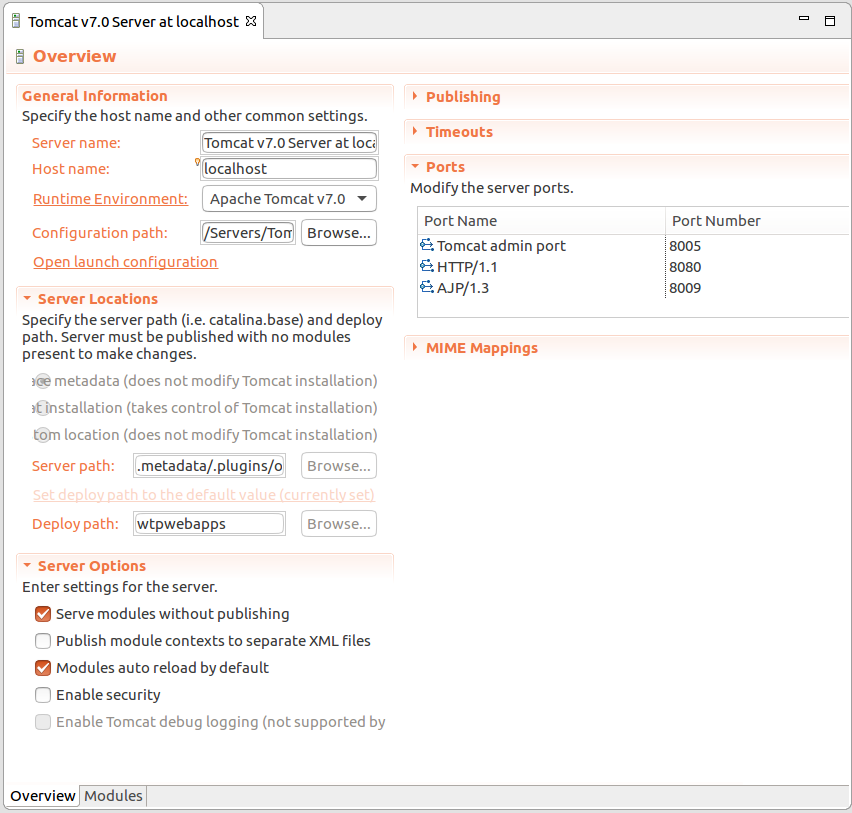 Tomcat v7.0 Server at localhost
Overview
General Information
Specify the host name and other common settings.
Server name:
Tomcat v7.0 Server at loca
Host name:
localhost
Runtime Environment:
Apache Tomcat v7.0
Configuration path:
/Servers/Tom
Browse...
Open launch configuration
Server Locations
Specify the server path (i.e. catalina.base) and deploy
path. Server must be published with no modules
present to make changes.
metadata (does not modify Tomcat installation)
installation (takes control of Tomcat installation)
tom location (does not modify Tomcat installation)
Server path:
.metadata/.plugins/o
Browse...
Set deploy path to the default value (currently set)
Deploy path:
wtpwebapps
Browse...
Server Options
Enter settings for the server.
Serve modules without publishing
Publish module contexts to separate XML files
Modules auto reload by default
Enable security
Enable Tomcat debug logging (not supported by
Publishing
Timeouts
Ports
Modify the server ports.
Port Name Port Number
Tomcat admin port 8005
HTTP/1.1 8080
AJP/1.3 8009
MIME Mappings
Overview Modules